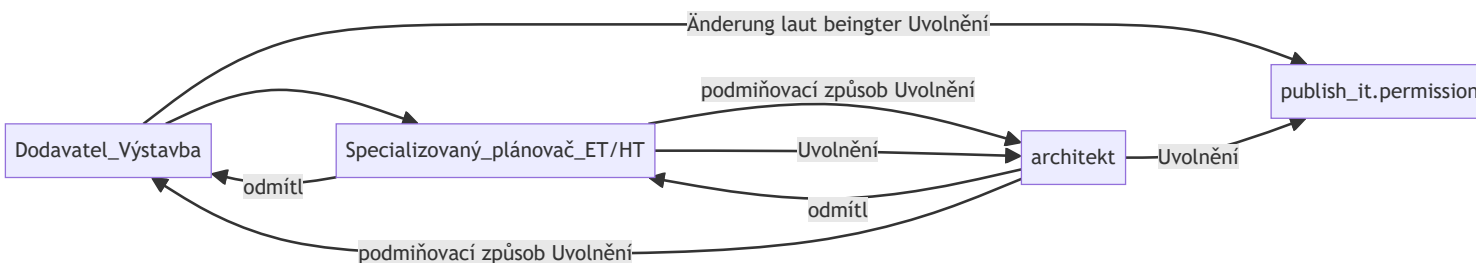 Änderung laut beingter Uvolnění
podmiňovací způsob Uvolnění
publish_it.permission
Dodavatel_Výstavba
Specializovaný_plánovač_ET/HT
Uvolnění
architekt
Uvolnění
odmítl
odmítl
podmiňovací způsob Uvolnění